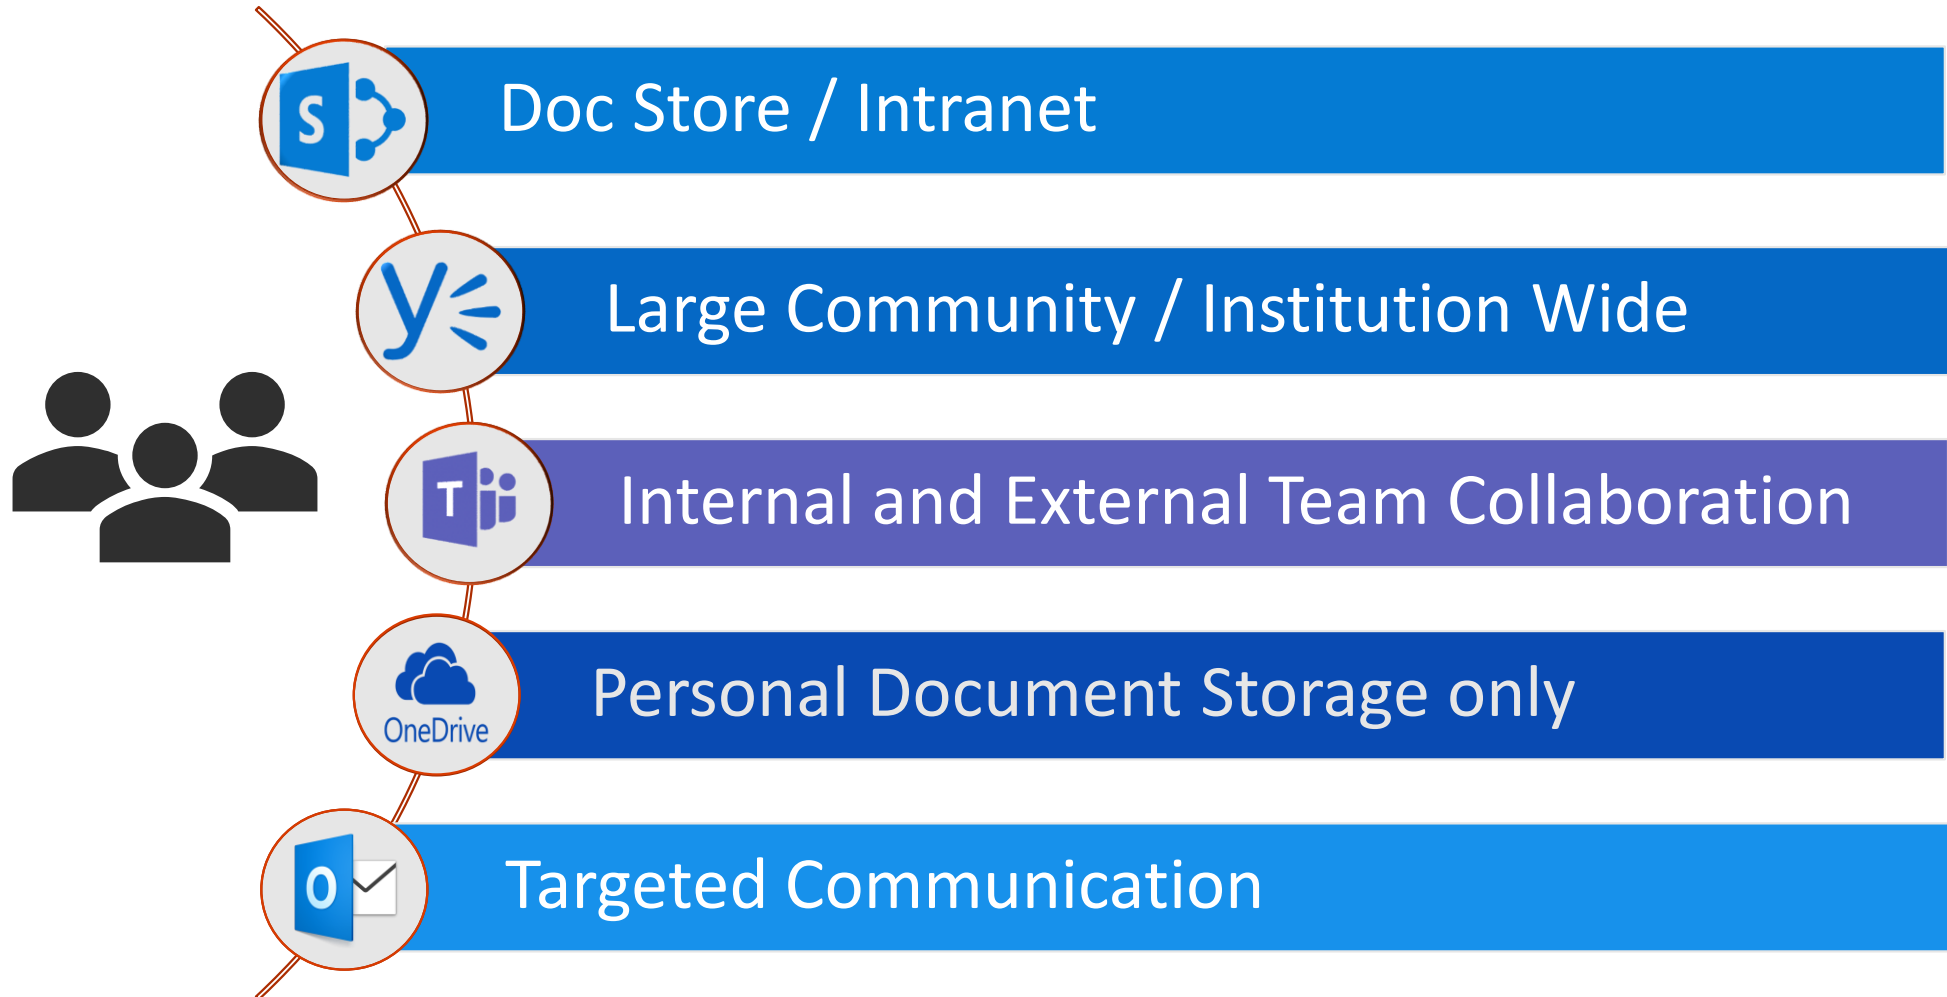 S
Doc Store / Intranet
y
Large Community / Institution Wide
T
Internal and External Team Collaboration
OneDrive
Personal Document Storage only
O
Targeted Communication